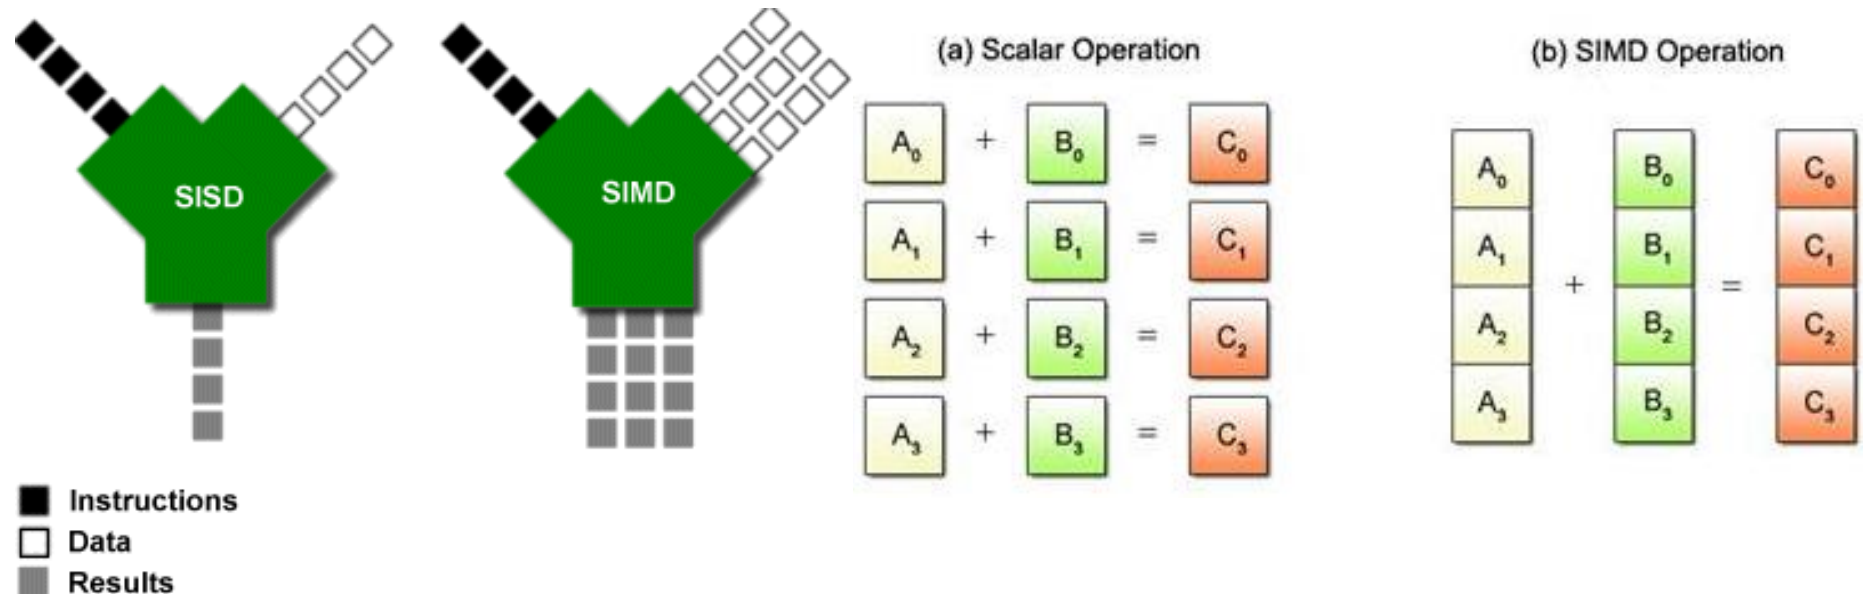 SISD
SIMD
Instructions
Data
Results
(a) Scalar Operation
A0 + B0 = C0
A1 + B1 = C1
A2 + B2 = C2
A3 + B3 = C3
(b) SIMD Operation
A0 B0 C0
A1 B1 C1
+ =
A2 B2 C2
A3 B3 C3